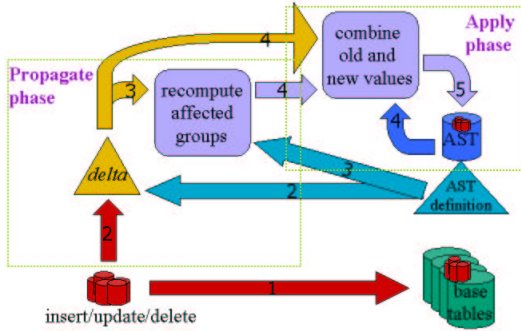 Apply
phase
4
combine
old and
new values
Propagate
phase
3
recompute
affected
groups
4
5
4
AST
3
delta
2
AST
definition
2
1
base
tables
insert/update/delete